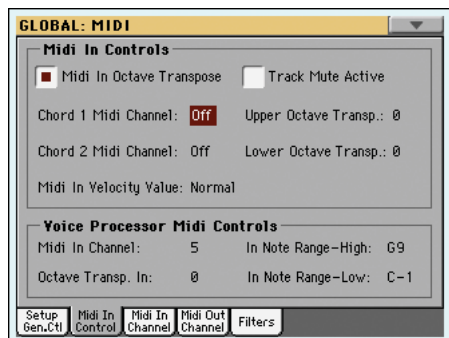 GLOBAL: MIDI
Midi In Controls
Midi In Octave Transpose Track Mute Active
Chord 1 Midi Channel: Off Upper Octave Transp.: 0
Chord 2 Midi Channel: Off Lower Octave Transp.: 0
Midi In Velocity Value: Normal
Voice Processor Midi Controls
Midi In Channel: 5 In Note Range-High: G9
Octave Transp. In: 0 In Note Range-Low: C-1
Setup Gen.Ctl
Midi In Control
Midi In Channel
Midi Out Channel
Filters